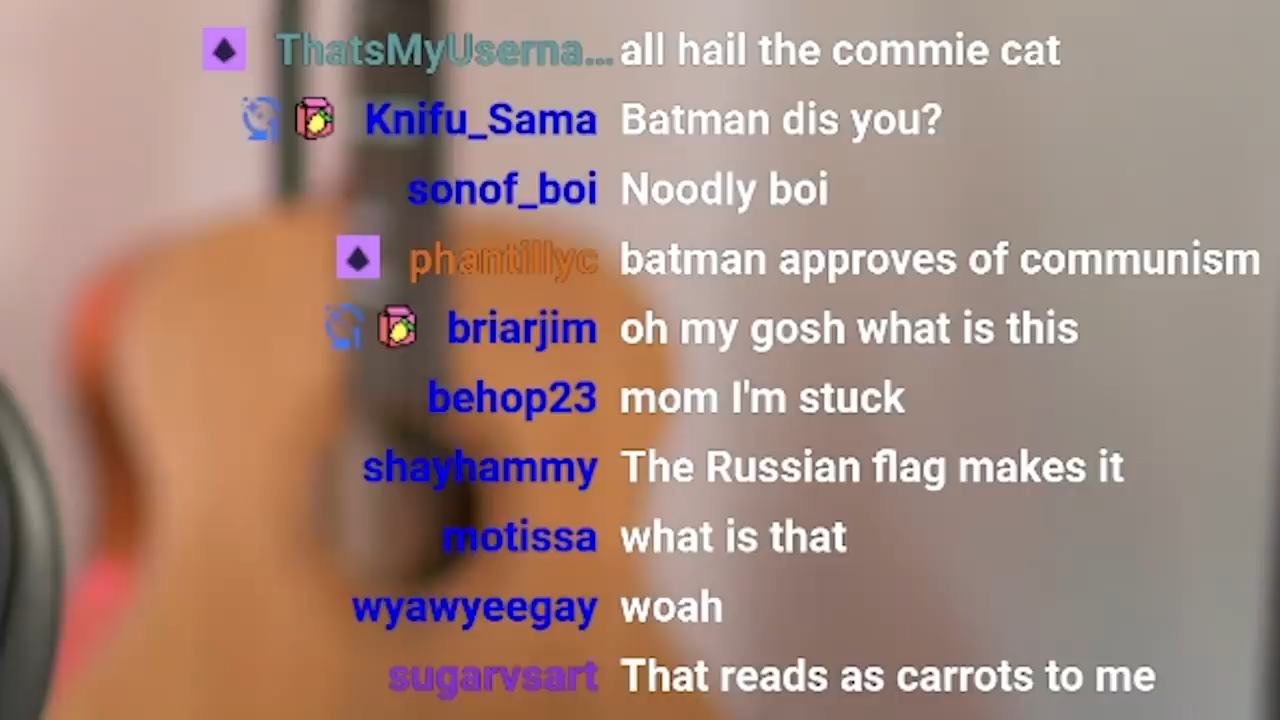 ThatsMyUserna... all hail the commie cat
Knifu_Sama Batman dis you?
sonof_boi Noodly boi
phantillyc batman approves of communism
briarjim oh my gosh what is this
behop23 mom I'm stuck
shayhammy The Russian flag makes it
motissa what is that
wyawyeegay woah
sugarvsart That reads as carrots to me